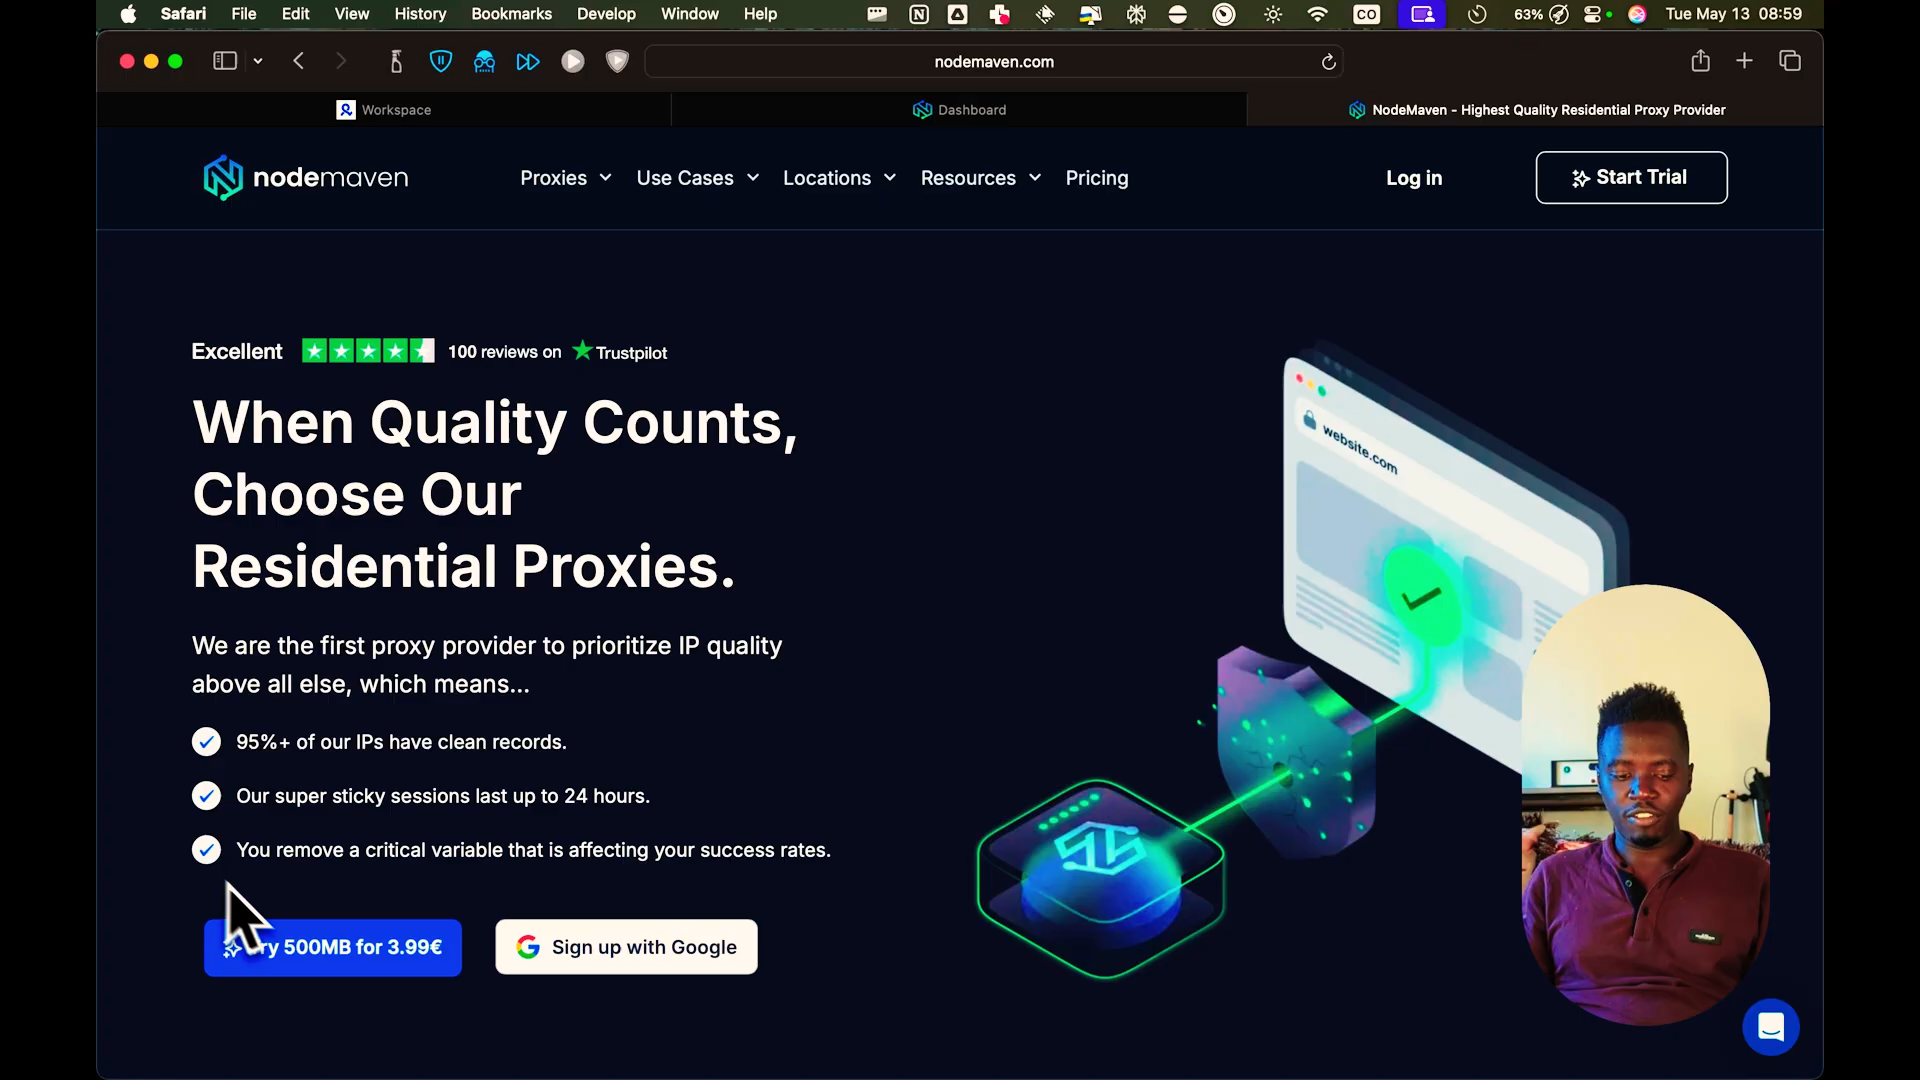 Safari File Edit View History Bookmarks Develop Window Help CO 63% Tue May 13 08:59
nodemaven.com
Workspace
Dashboard
NodeMaven - Highest Quality Residential Proxy Provider
nodemaven
Proxies
Use Cases
Locations
Resources
Pricing
Log in
Start Trial
Excellent
100 reviews on
Trustpilot
When Quality Counts,
Choose Our
Residential Proxies.
We are the first proxy provider to prioritize IP quality
above all else, which means...
95%+ of our IPs have clean records.
Our super sticky sessions last up to 24 hours.
You remove a critical variable that is affecting your success rates.
500MB for 3.99€
Sign up with Google
website.com